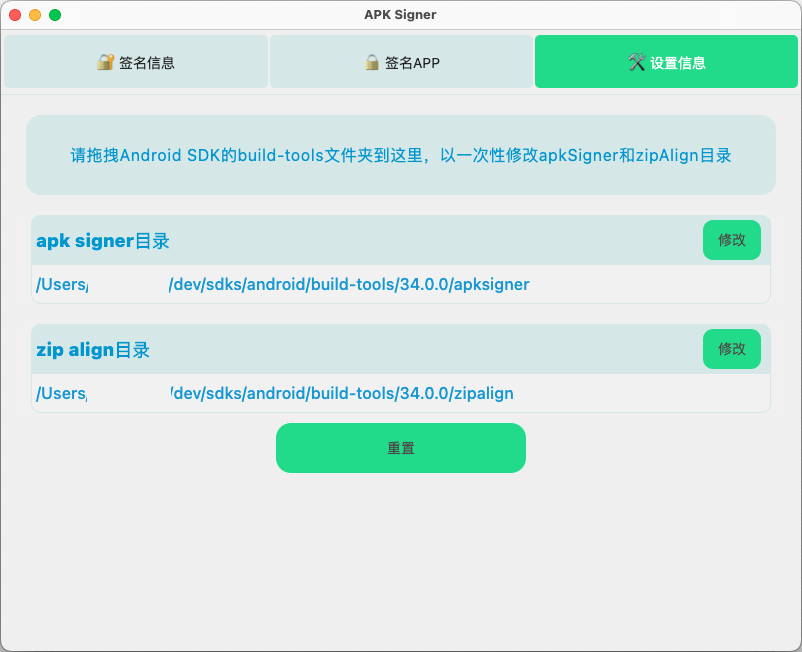 APK Signer
签名信息
签名APP
设置信息
请拖拽Android SDK的build-tools文件夹到这里，以一次性修改apkSigner和zipAlign目录
apk signer目录
修改
/Users/ /dev/sdks/android/build-tools/34.0.0/apksigner
zip align目录
修改
/Users/ /dev/sdks/android/build-tools/34.0.0/zipalign
重置